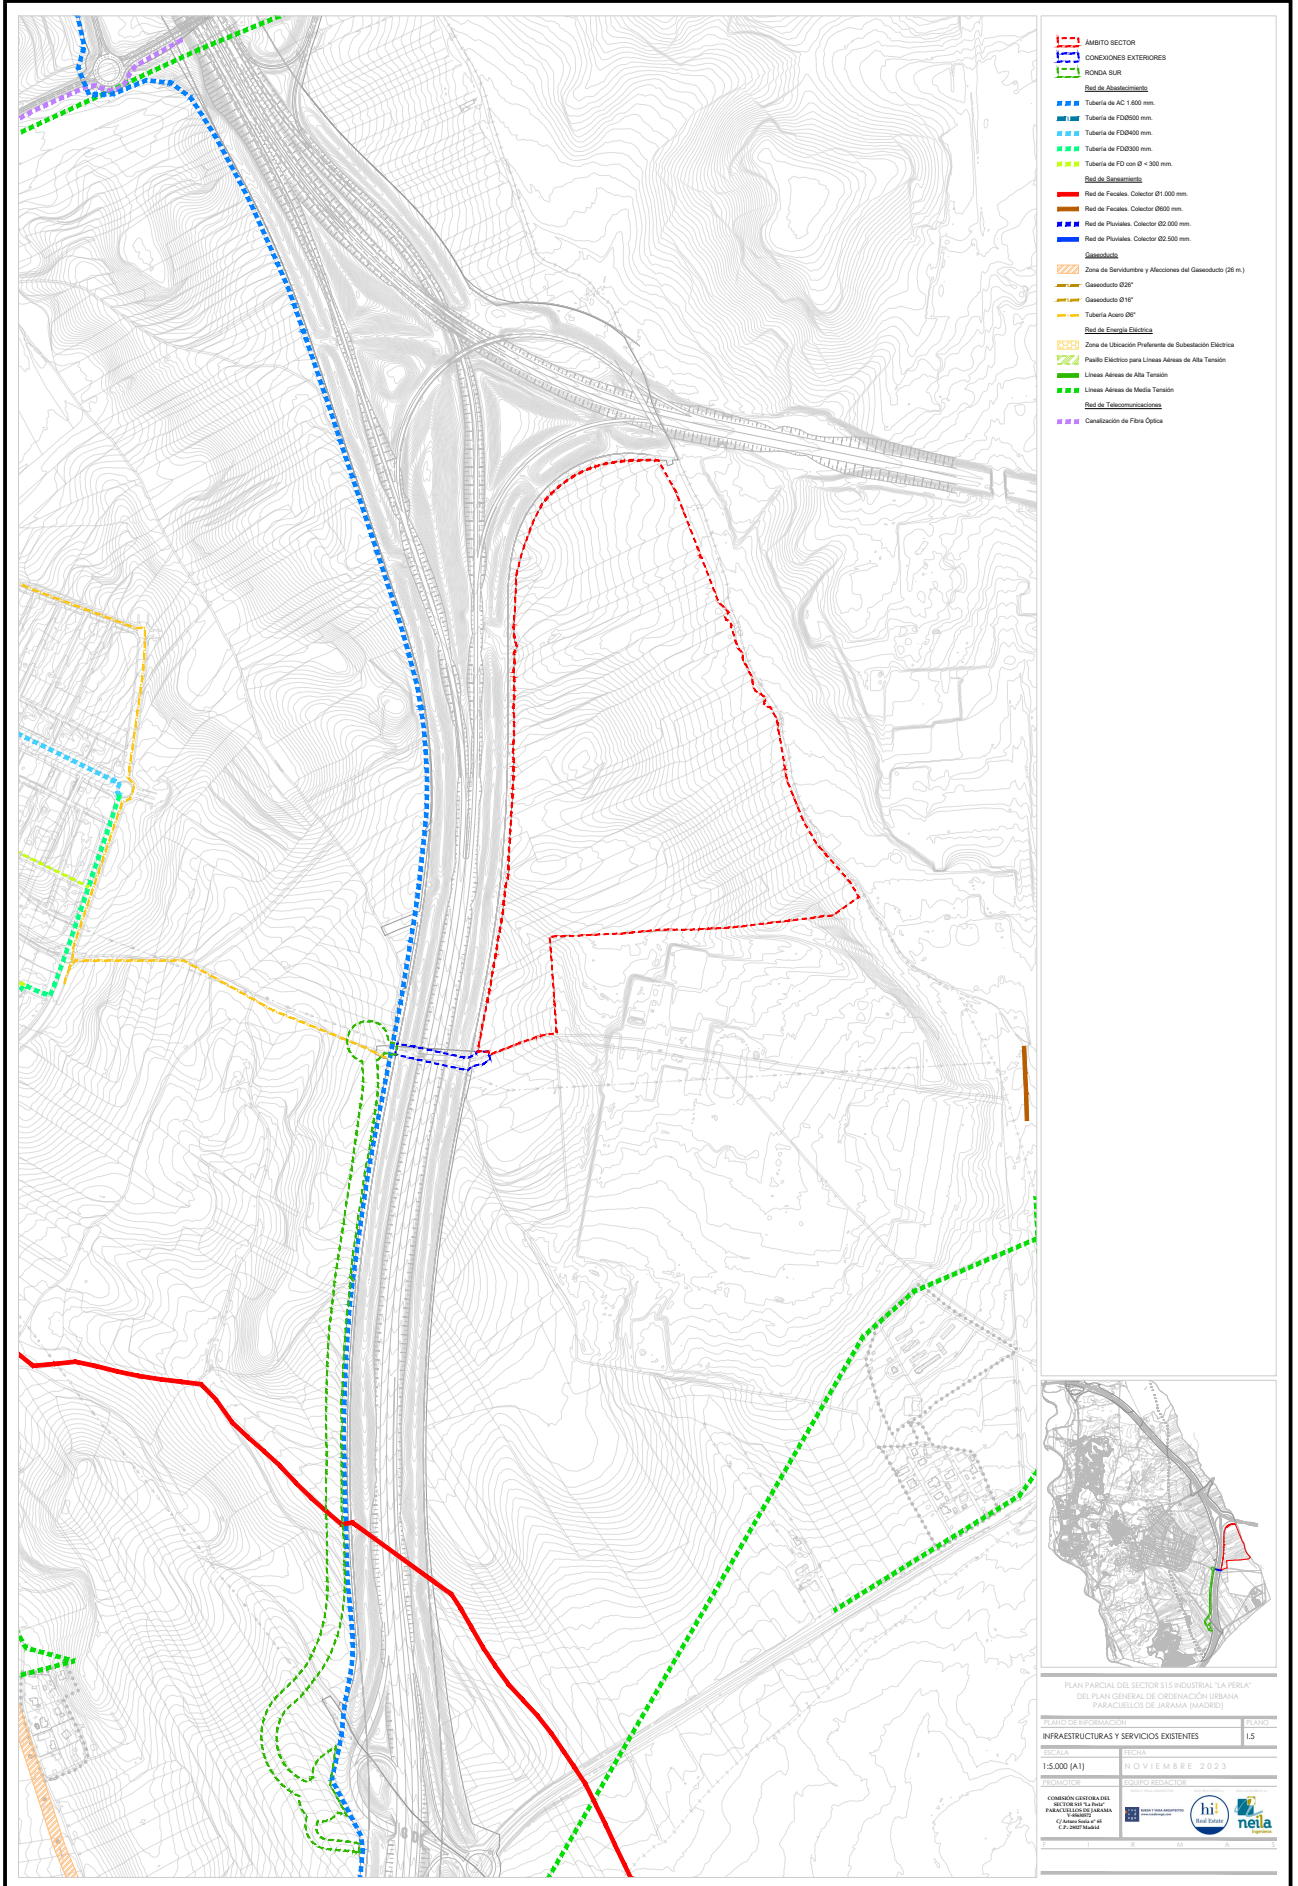 ÁMBITO SECTOR
CONEXIONES EXTERIORES
RONDA SUR
Red de Abastecimiento
Tubería de AC 1.600 mm.
Tubería de FDØ500 mm.
Tubería de FDØ400 mm.
Tubería de FDØ300 mm.
Tubería de FD con Ø < 300 mm.
Red de Saneamiento
Red de Fecales. Colector Ø1.000 mm.
Red de Fecales. Colector Ø600 mm.
Red de Pluviales. Colector Ø2.000 mm.
Red de Pluviales. Colector Ø2.500 mm.
Gaseoducto
Zona de Servidumbre y Afecciones del Gaseoducto (26 m.)
Gaseoducto Ø26"
Gaseoducto Ø16"
Tubería Acero Ø6"
Red de Energía Eléctrica
Zona de Ubicación Preferente de Subestación Eléctrica
Pasillo Eléctrico para Líneas Aéreas de Alta Tensión
Líneas Aéreas de Alta Tensión
Líneas Aéreas de Media Tensión
Red de Telecomunicaciones
Canalización de Fibra Óptica
PLAN PARCIAL DEL SECTOR S15 INDUSTRIAL "LA PERLA"
DEL PLAN GENERAL DE ORDENACIÓN URBANA
PARACUELLOS DE JARAMA (MADRID)
PLANO DE INFORMACIÓN PLANO
INFRAESTRUCTURAS Y SERVICIOS EXISTENTES I.5
ESCALA FECHA
1:5.000 (A1) NOVIEMBRE 2023
PROMOTOR EQUIPO REDACTOR
COMISIÓN GESTORA DEL
SECTOR S15 "La Perla"
PARACUELLOS DE JARAMA
C/ Arturo Soria nº 65
C.P.: 28027 Madrid
hi!
Real Estate
neila
ingenieros
F I R M A S